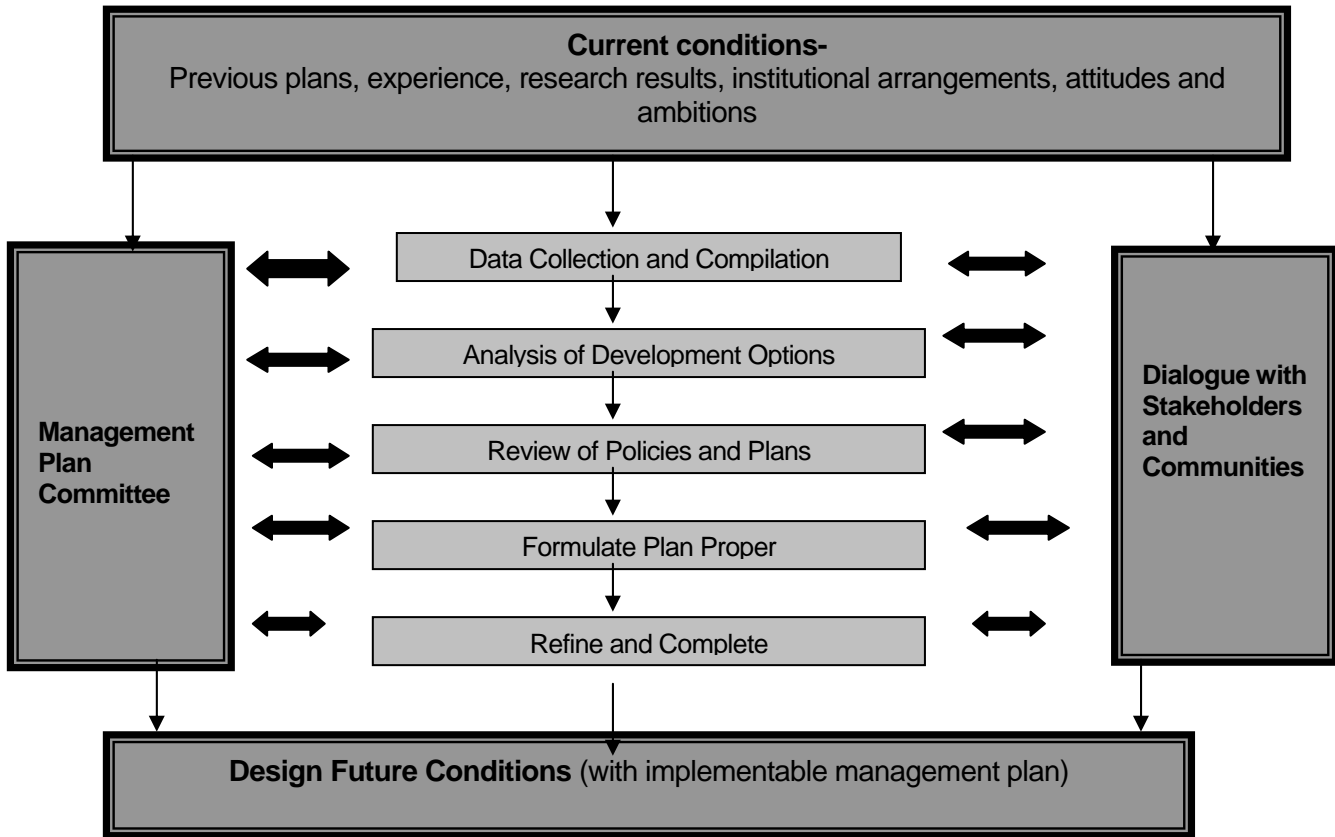 Current conditions-
Previous plans, experience, research results, institutional arrangements, attitudes and
ambitions
Data Collection and Compilation
Analysis of Development Options
Review of Policies and Plans
Formulate Plan Proper
Refine and Complete
Management
Plan
Committee
Dialogue with
Stakeholders
and
Communities
Design Future Conditions (with implementable management plan)